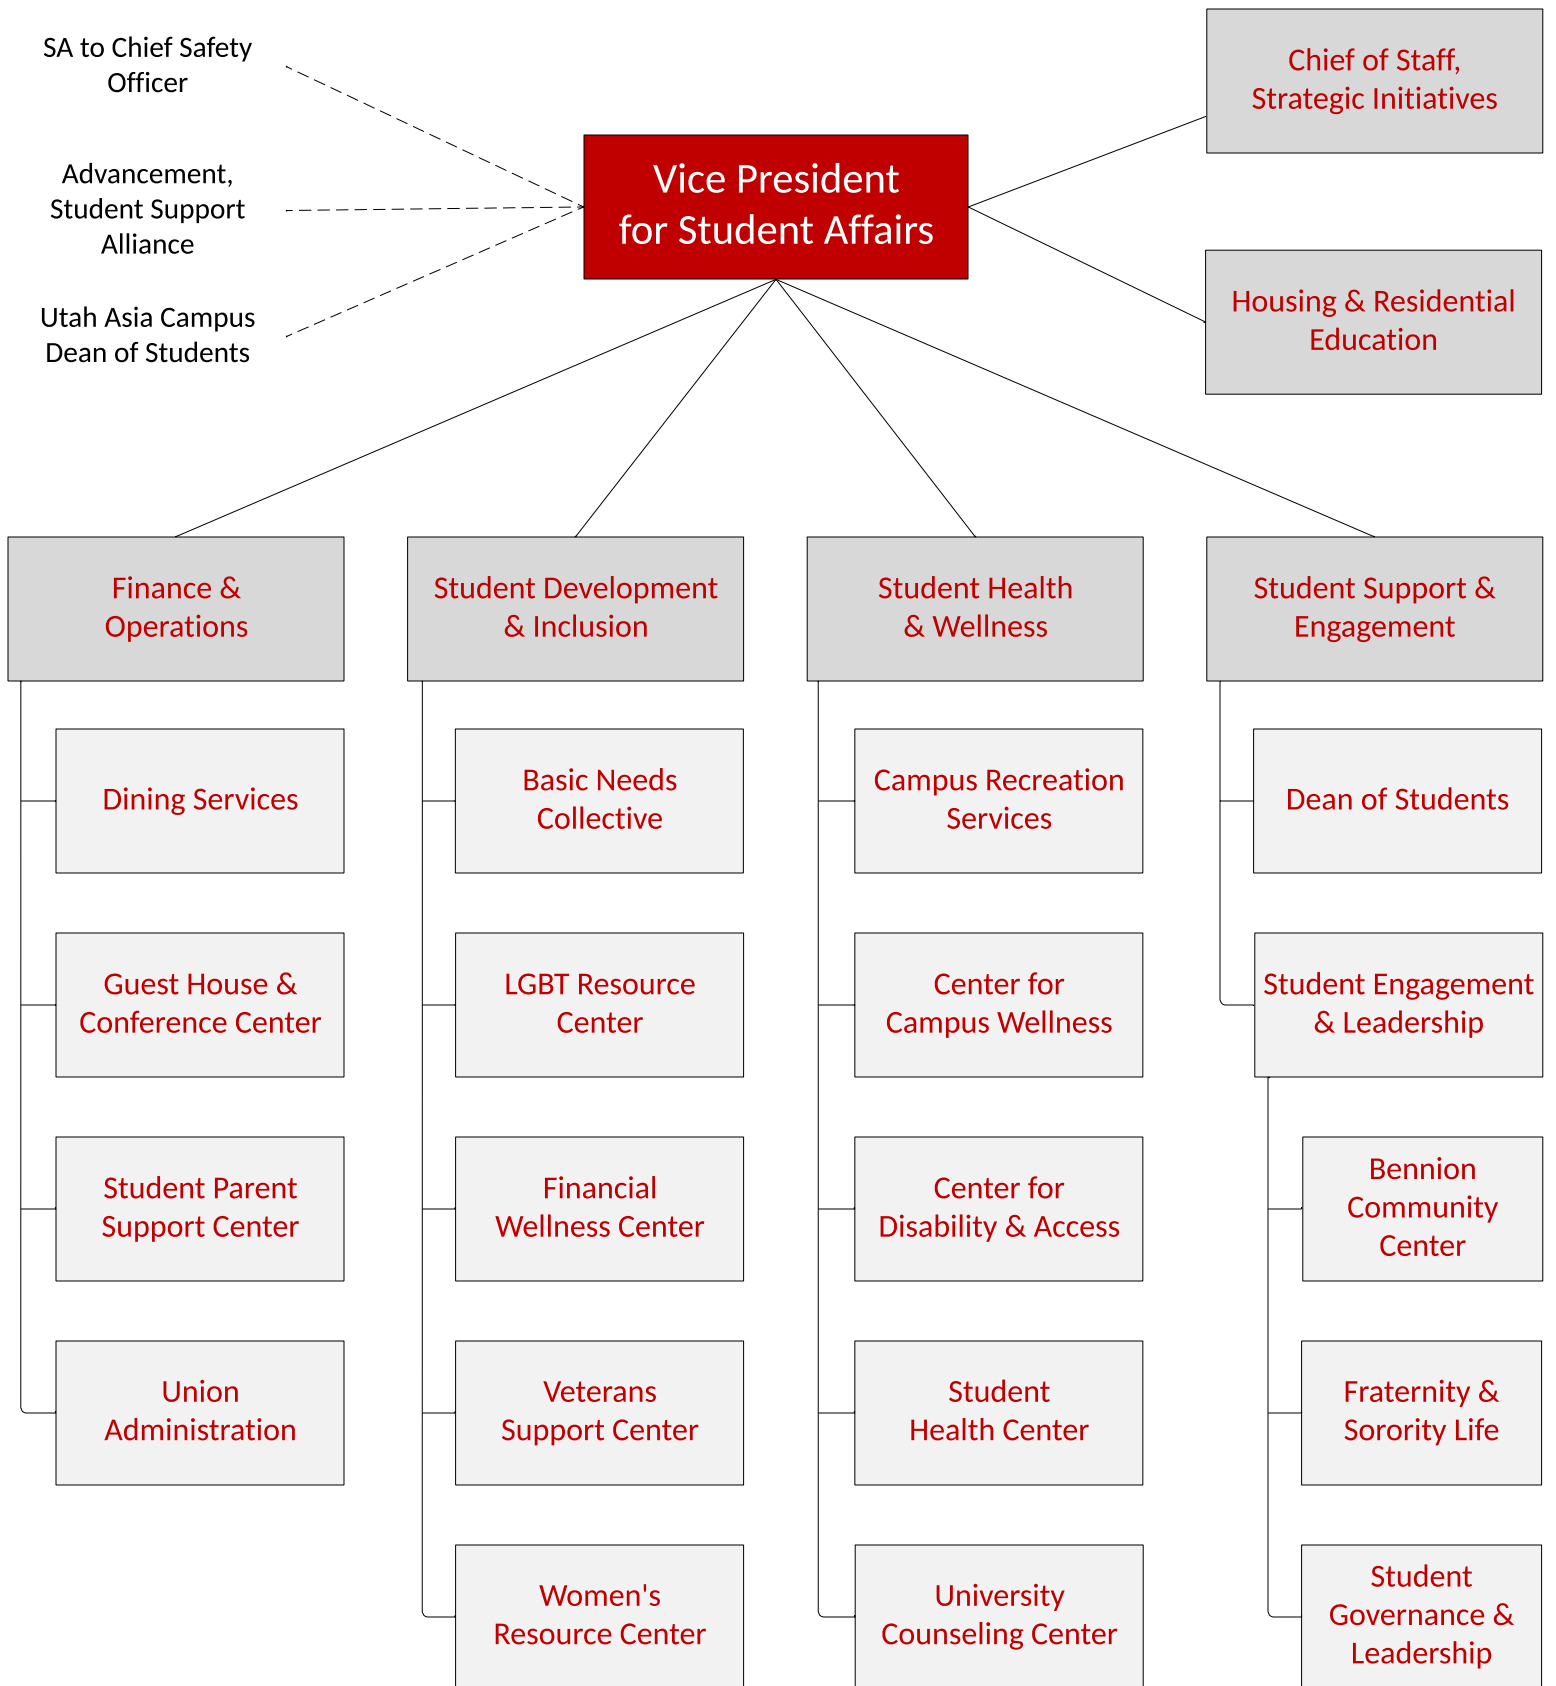 SA to Chief Safety
Officer
Advancement,
Student Support
Alliance
Utah Asia Campus
Dean of Students
Vice President
for Student Affairs
Chief of Staff,
Strategic Initiatives
Housing & Residential
Education
Finance &
Operations
Dining Services
Guest House &
Conference Center
Student Parent
Support Center
Union
Administration
Student Development
& Inclusion
Basic Needs
Collective
LGBT Resource
Center
Financial
Wellness Center
Veterans
Support Center
Women's
Resource Center
Student Health
& Wellness
Campus Recreation
Services
Center for
Campus Wellness
Center for
Disability & Access
Student
Health Center
University
Counseling Center
Student Support &
Engagement
Dean of Students
Student Engagement
& Leadership
Bennion
Community
Center
Fraternity &
Sorority Life
Student
Governance &
Leadership